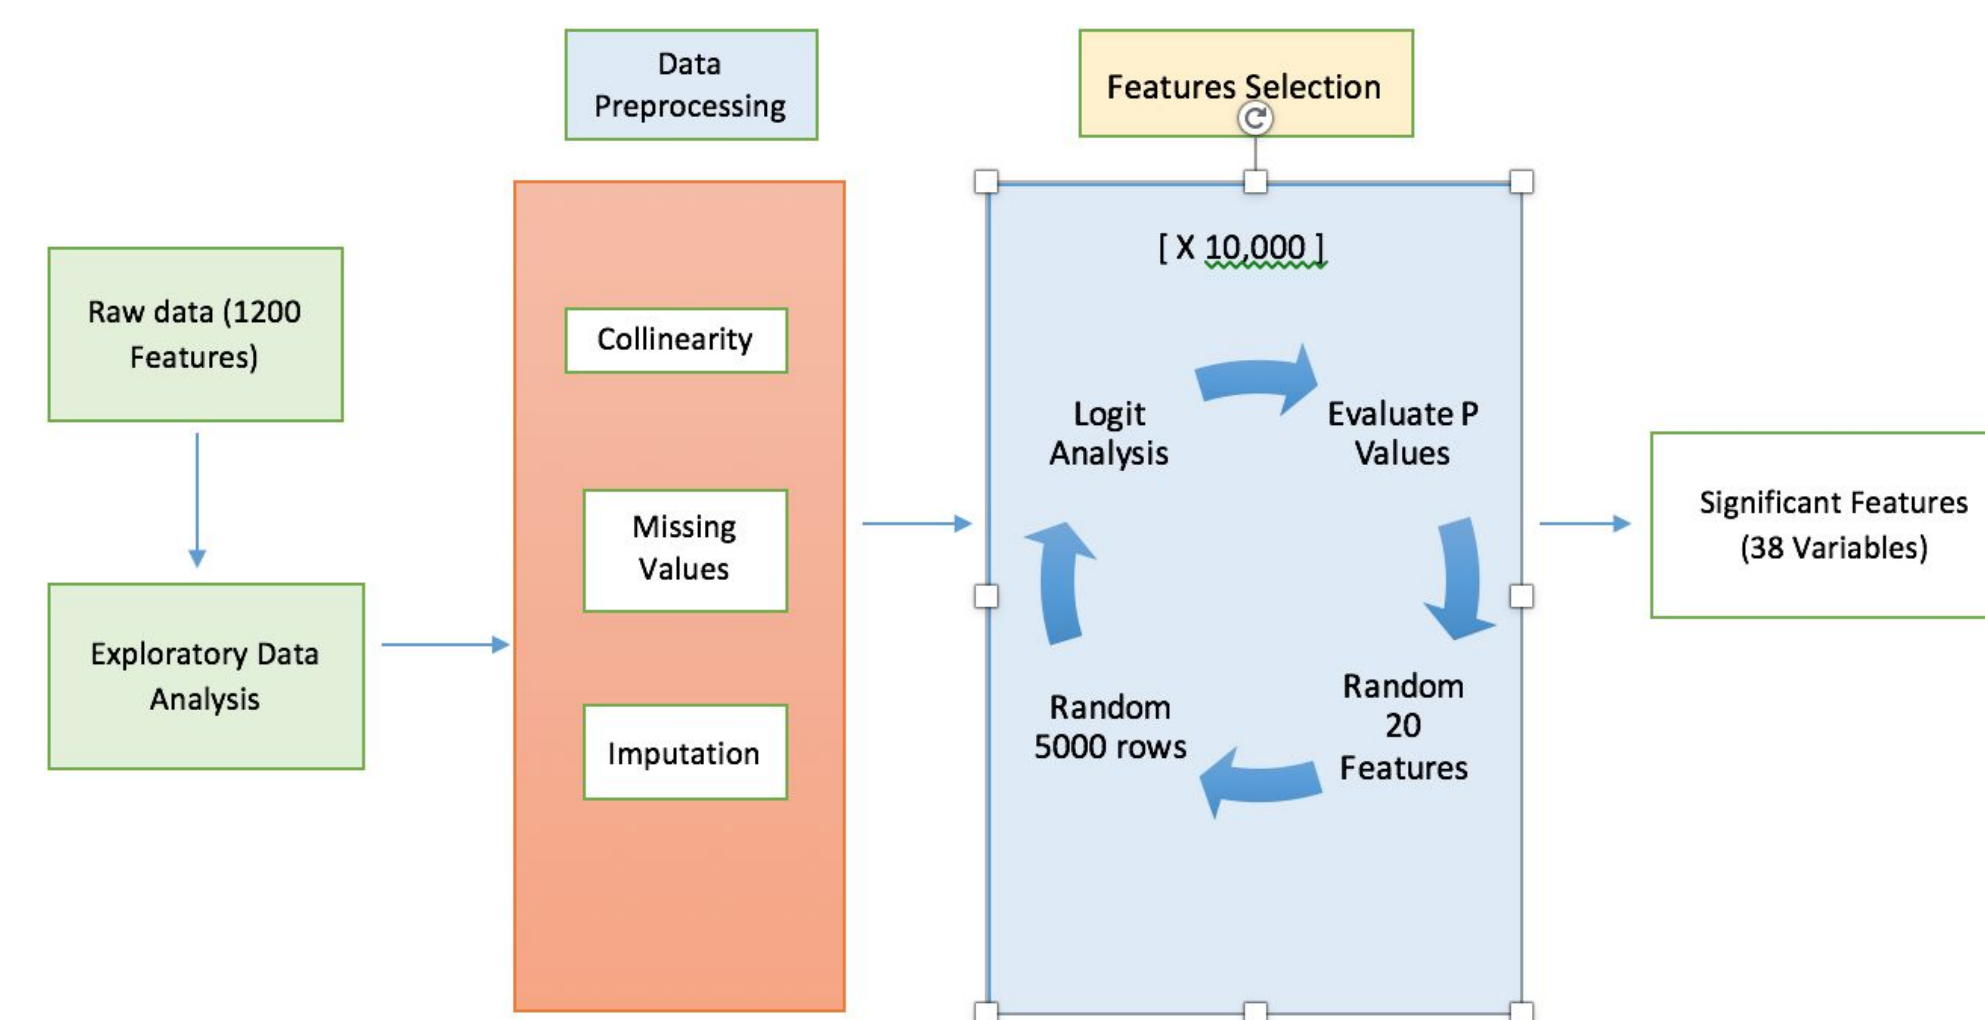 Data
Preprocessing
Features Selection
Raw data (1200
Features)
Exploratory Data
Analysis
Collinearity
Missing
Values
Imputation
[ X 10,000 ]
Logit
Analysis
Evaluate P
Values
Random
20
Features
Random
5000 rows
Significant Features
(38 Variables)